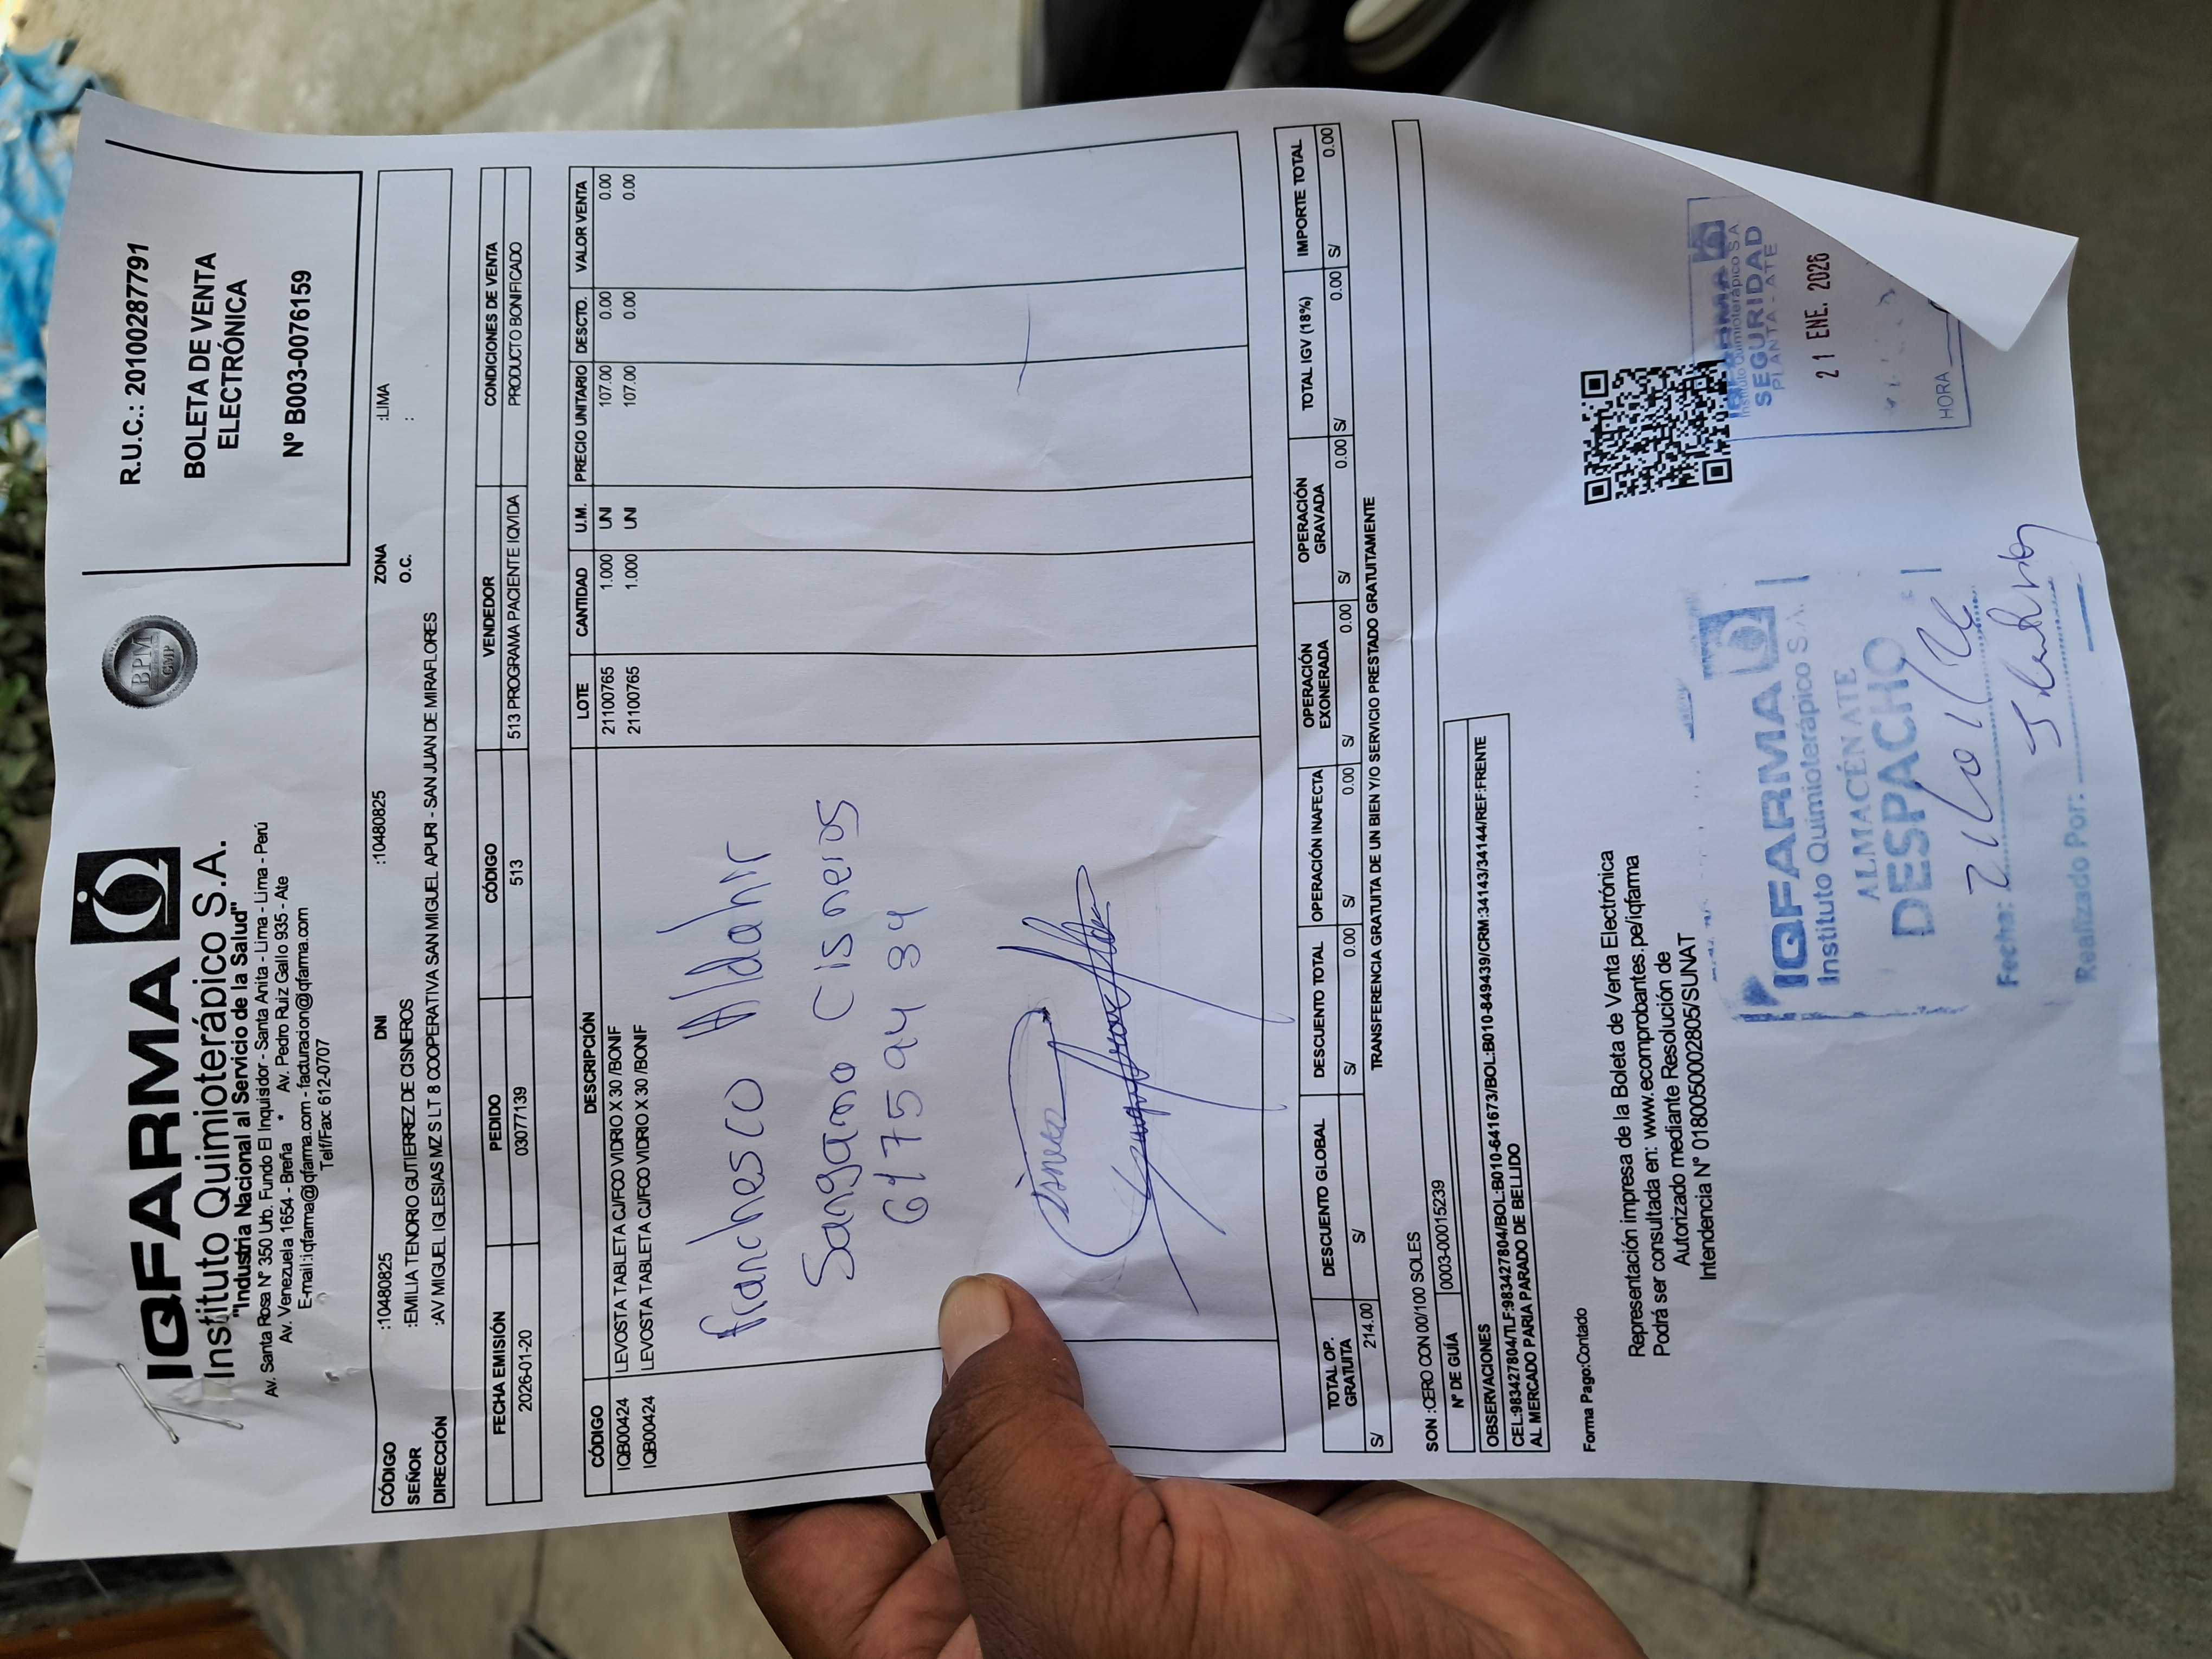 IQFARMA
Instituto Quimioterápico S.A.
"Industria Nacional al Servicio de la Salud"
Av. Santa Rosa Nº 350 Urb. Fundo El Inquisidor - Santa Anita - Lima - Perú
Av. Venezuela 1654 - Breña * Av. Pedro Ruiz Gallo 935 - Ate
E-mail:iqfarma@iqfarma.com - facturacion@iqfarma.com
Telf/Fax 612-0707
BPM
GMP
R.U.C.: 20100287791
BOLETA DE VENTA
ELECTRÓNICA
Nº B003-0076159
CÓDIGO :10480825 DNI :10480825 ZONA :LIMA
SEÑOR :EMILIA TENORIO GUTIERREZ DE CISNEROS O.C. :
DIRECCIÓN :AV MIGUEL IGLESIAS MZ S LT 8 COOPERATIVA SAN MIGUEL APURI - SAN JUAN DE MIRAFLORES
FECHA EMISIÓN PEDIDO CÓDIGO VENDEDOR CONDICIONES DE VENTA
2026-01-20 03077139 513 513 PROGRAMA PACIENTE IQVIDA PRODUCTO BONIFICADO
CÓDIGO DESCRIPCIÓN LOTE CANTIDAD U.M. PRECIO UNITARIO DESCTO. VALOR VENTA
IQB00424 LEVOSTA TABLETA CJ/FCO VIDRIO X 30 /BONIF 21100765 1.000 UNI 107.00 0.00 0.00
IQB00424 LEVOSTA TABLETA CJ/FCO VIDRIO X 30 /BONIF 21100765 1.000 UNI 107.00 0.00 0.00
Franchesco Aldahir
Sangama Cisneros
61759434
TOTAL OP. GRATUITA DESCUENTO GLOBAL DESCUENTO TOTAL OPERACIÓN INAFECTA OPERACIÓN EXONERADA OPERACIÓN GRAVADA TOTAL IGV (18%) IMPORTE TOTAL
S/ 214.00 S/ S/ 0.00 S/ 0.00 S/ 0.00 S/ 0.00 S/ 0.00 S/ 0.00
TRANSFERENCIA GRATUITA DE UN BIEN Y/O SERVICIO PRESTADO GRATUITAMENTE
SON :CERO CON 00/100 SOLES
Nº DE GUÍA 0003-00015239
OBSERVACIONES
CEL:983427804/TLF:983427804/BOL:B010-641673/BOL:B010-849439/CRM:34143/34144/REF:FRENTE
AL MERCADO PARIA PARADO DE BELLIDO
Forma Pago:Contado
Representación impresa de la Boleta de Venta Electrónica
Podrá ser consultada en: www.ecomprobantes.pe/iqfarma
Autorizado mediante Resolución de
Intendencia N° 0180050002805/SUNAT
IQFARMA
Instituto Quimioterápico S.A.
ALMACÉN ATE
DESPACHO
Fecha: 21/01/26
Realizado Por:
IQFARMA
Instituto Quimioterápico S.A
SEGURIDAD
PLANTA - ATE
21 ENE. 2026
HORA